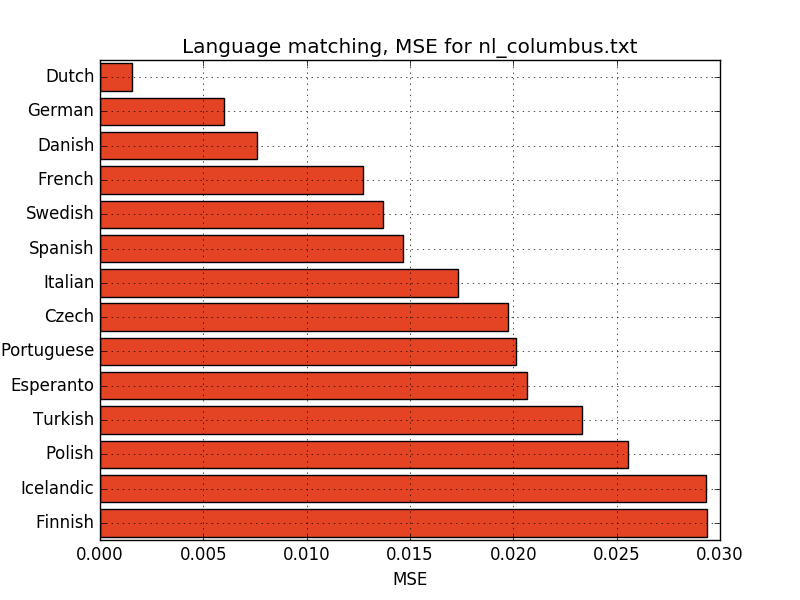 Language matching, MSE for nl_columbus.txt
Dutch
German
Danish
French
Swedish
Spanish
Italian
Czech
Portuguese
Esperanto
Turkish
Polish
Icelandic
Finnish
0.000 0.005 0.010 0.015 0.020 0.025 0.030
MSE